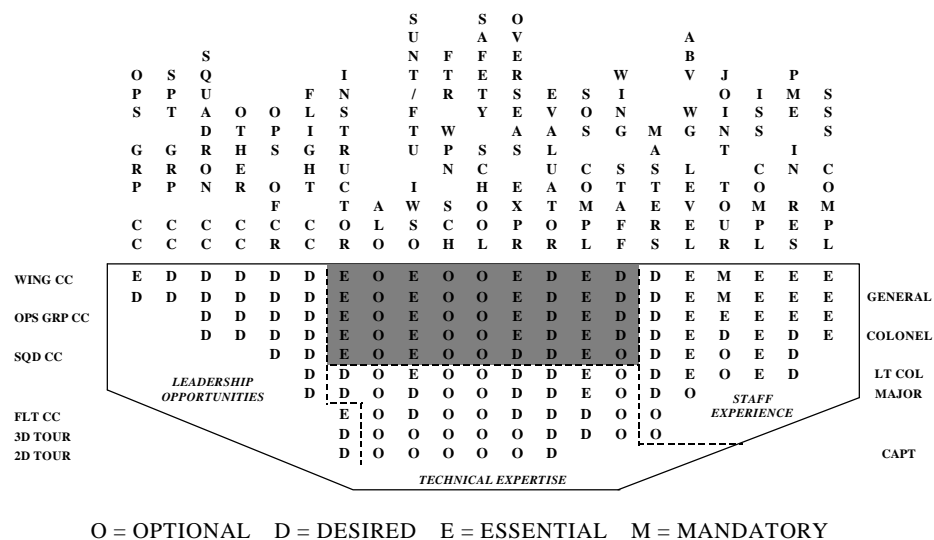 OPS GRP CC
SPT GRP CC
SQUADRON CC
OTHER CC
OPS OFCR
FLIGHT CC
INSTRUCTOR
ALO
SUNT/FTU IWSO
FTR WPN SCH
SAFETY SCHOOL
OVERSEAS EXPR
EVALUATOR
SOS COMPL
WING STAFF
MASTERS
ABV WG LEVEL
JOINT TOUR
ISS COMPL
PME IN RES
SSS COMPL
WING CC E D D D D D E O E O O E D E D D E M E E E
D D D D D D E O E O O E D E D D E M E E E GENERAL
OPS GRP CC D D D D E O E O O E D E D D E E E E E
D D D D E O E O O E D E D D E D E D E COLONEL
SQD CC D D E O E O O D D E O D E O E D
D D O E O O D D E O D E O E D LT COL
LEADERSHIP
OPPORTUNITIES
D D O D O O D D E O D O MAJOR
STAFF
EXPERIENCE
FLT CC E O O O O O D D O O
3D TOUR D O O O O O D D O O
2D TOUR D O O O O O D CAPT
TECHNICAL EXPERTISE
O = OPTIONAL D = DESIRED E = ESSENTIAL M = MANDATORY